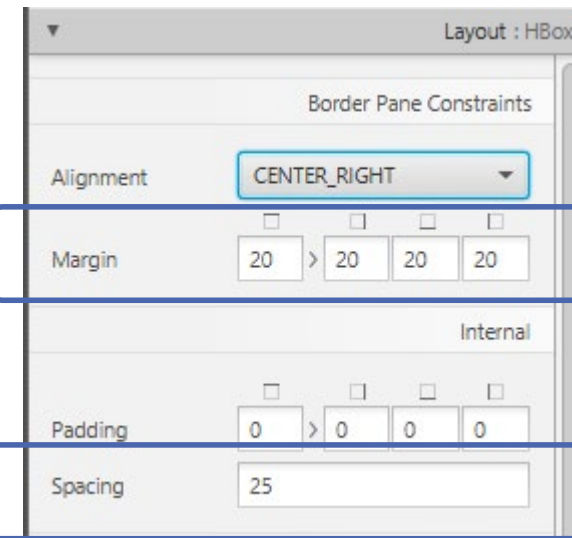 Layout : HBox
Border Pane Constraints
Alignment CENTER_RIGHT
Margin 20 > 20 20 20
Internal
Padding 0 > 0 0 0
Spacing 25